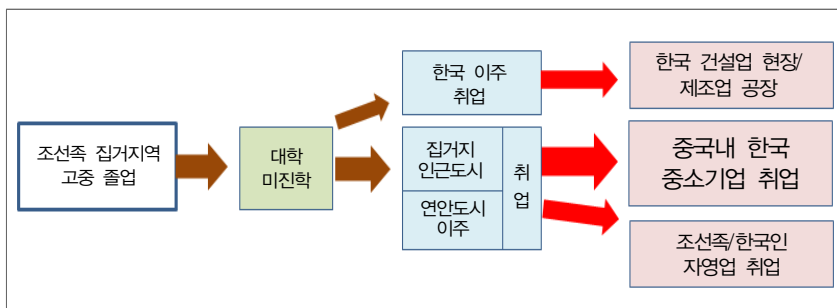 조선족 집거지역
고중 졸업
대학
미진학
한국 이주
취업
집거지
인근도시
연안도시
이주
취
업
한국 건설업 현장/
제조업 공장
중국내 한국
중소기업 취업
조선족/한국인
자영업 취업